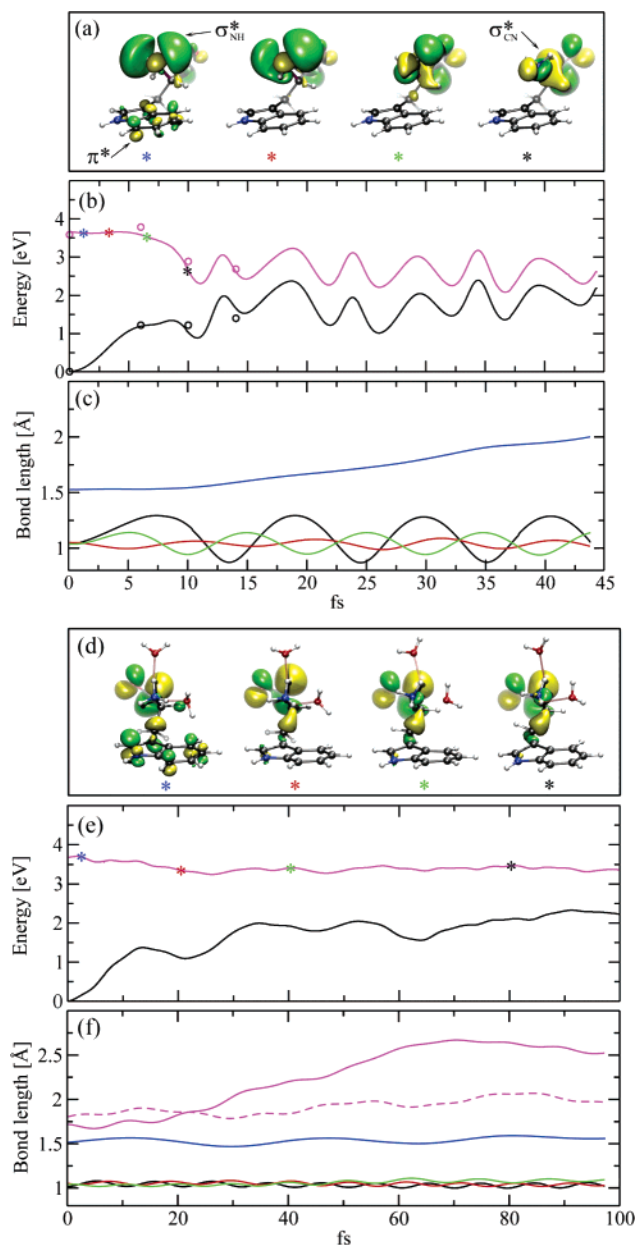 (a)
σ*NH
σ*CN
π*
* * * *
(b)
Energy [eV]
4
3
2
1
0
(c)
Bond length [Å]
2
1.5
1
0 5 10 15 20 25 30 35 40 45
fs
(d)
* * * *
(e)
Energy [eV]
5
4
3
2
1
0
(f)
Bond length [Å]
2.5
2
1.5
1
0 20 40 60 80 100
fs